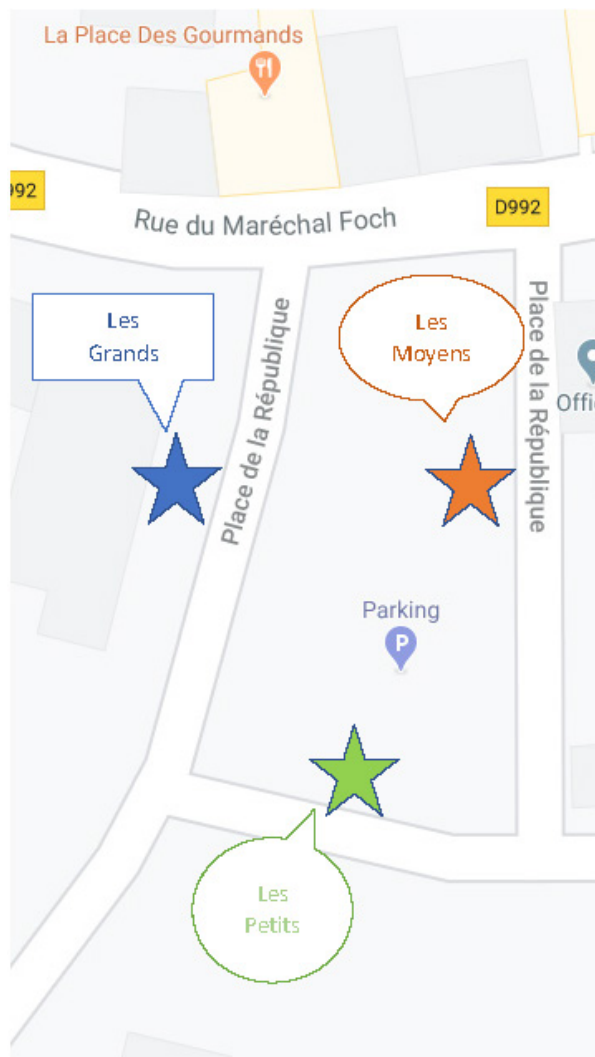 La Place Des Gourmands
992
Rue du Maréchal Foch
D992
Les
Grands
Place de la République
Les
Moyens
Place de la République
Offi
Parking
P
Les
Petits